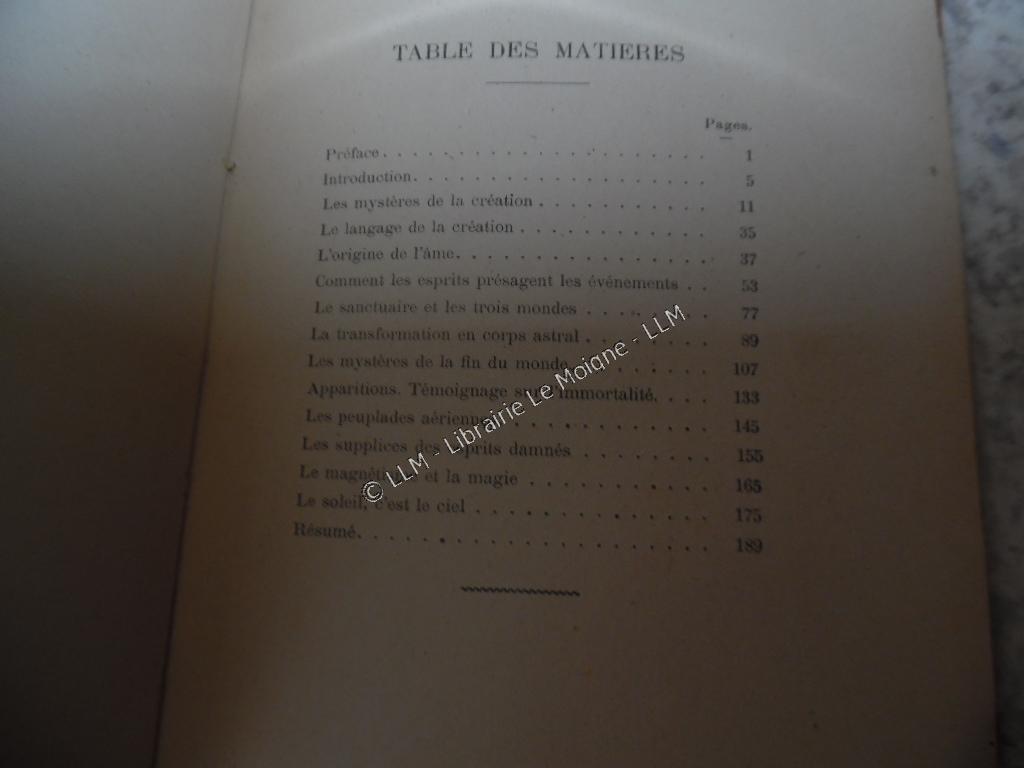 TABLE DES MATIERES
Pages.
Préface. . . . . . . . . . . . . . . . . . 1
Introduction. . . . . . . . . . . . . . . . 5
Les mystères de la création . . . . . . . . . 11
Le langage de la création . . . . . . . . . . 35
L'origine de l'âme. . . . . . . . . . . . . . 37
Comment les esprits présagent les événements . . 53
Le sanctuaire et les trois mondes . . . . . . . 77
La transformation en corps astral . . . . . . . 89
Les mystères de la fin du monde. . . . . . . . 107
Apparitions. Témoignage sur l'immortalité. . . . 133
Les peuplades aériennes . . . . . . . . . . . 145
Les supplices des esprits damnés . . . . . . . 155
Le magnétisme et la magie . . . . . . . . . . 165
Le soleil, c'est le ciel . . . . . . . . . . . . 175
Résumé. . . . . . . . . . . . . . . . . . 189
© LLM - Librairie Le Moigne - LLM